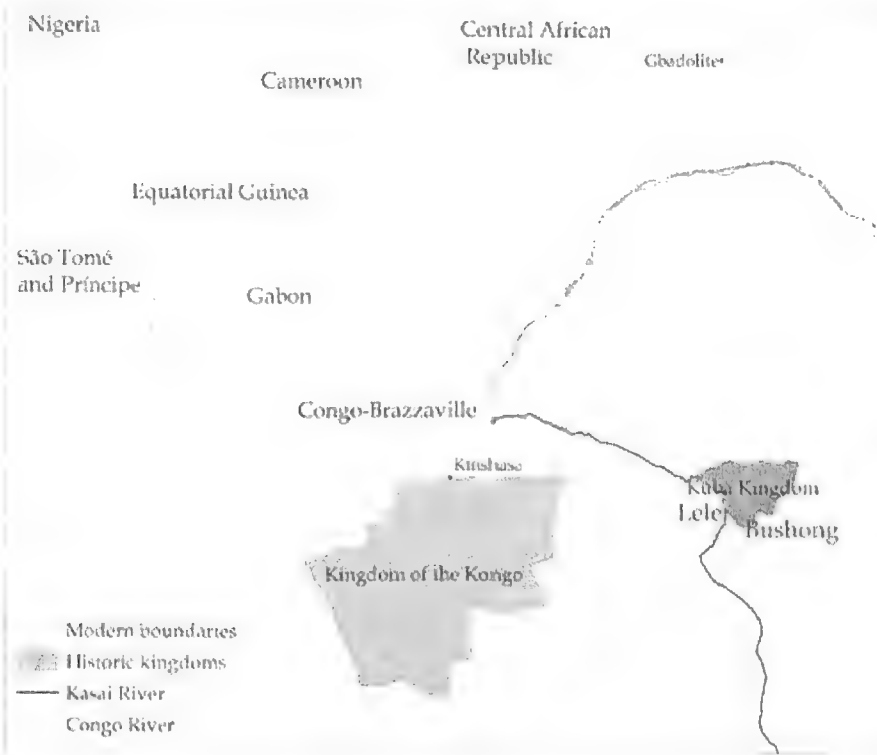 Nigeria
Central African
Republic
Gbadolite
Cameroon
Equatorial Guinea
São Tomé
and Príncipe
Gabon
Congo-Brazzaville
Kinshasa
Kuba Kingdom
Lele
Bushong
Kingdom of the Kongo
Modern boundaries
Historic kingdoms
Kasai River
Congo River